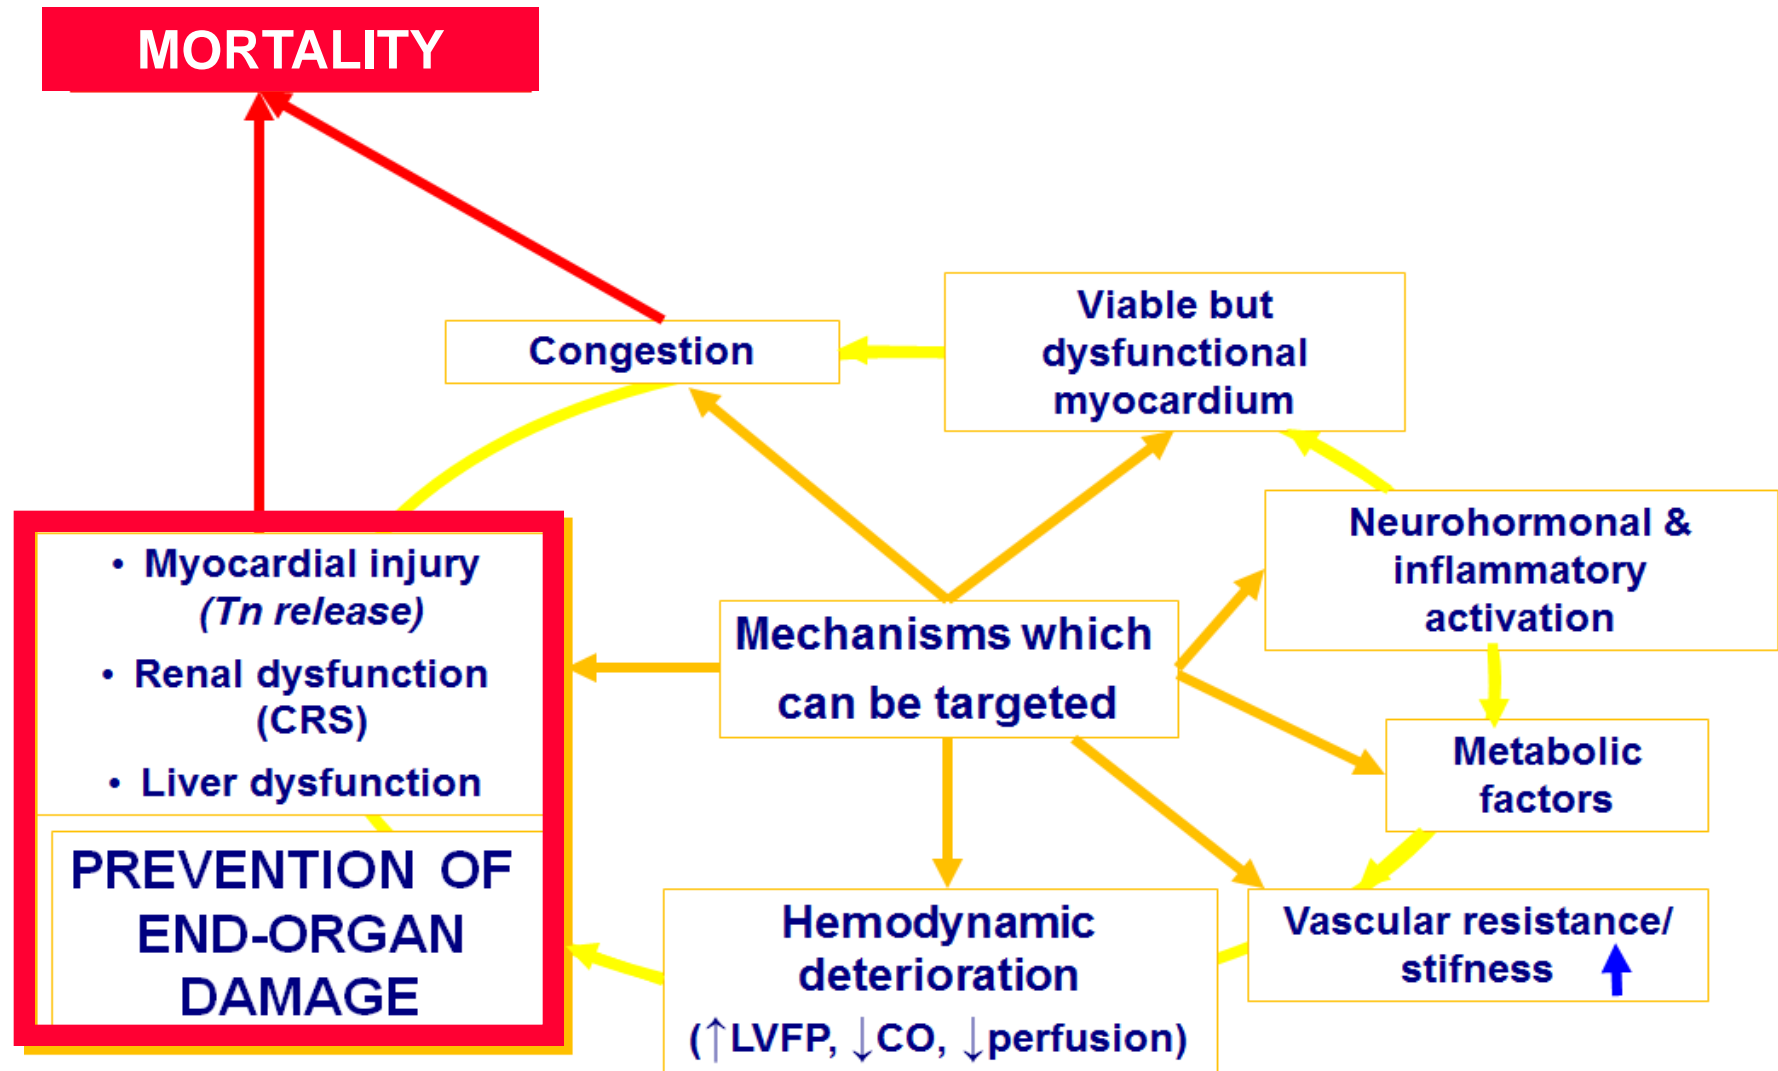 MORTALITY
Congestion
Viable but
dysfunctional
myocardium
Neurohormonal &
inflammatory
activation
• Myocardial injury
(Tn release)
• Renal dysfunction
(CRS)
• Liver dysfunction
PREVENTION OF
END-ORGAN
DAMAGE
Mechanisms which
can be targeted
Metabolic
factors
Hemodynamic
deterioration
(↑LVFP, ↓CO, ↓perfusion)
Vascular resistance/
stifness